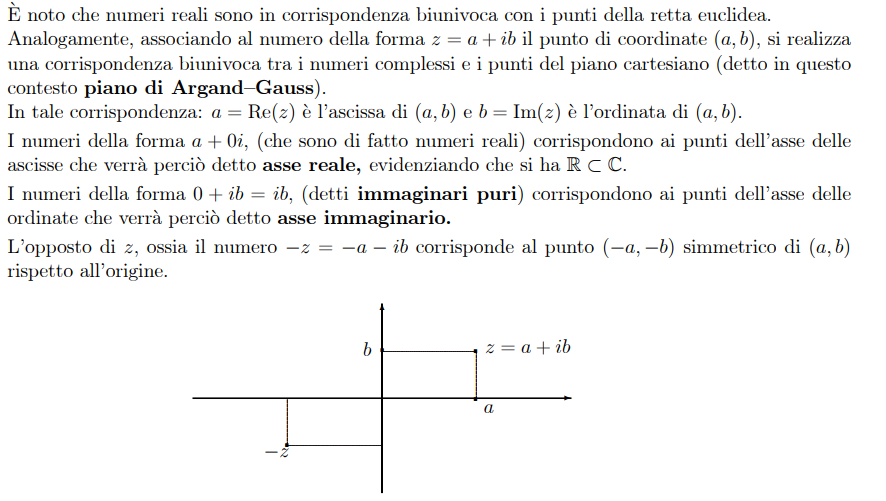 È noto che numeri reali sono in corrispondenza biunivoca con i punti della retta euclidea.
Analogamente, associando al numero della forma z = a + ib il punto di coordinate (a, b), si realizza
una corrispondenza biunivoca tra i numeri complessi e i punti del piano cartesiano (detto in questo
contesto piano di Argand–Gauss).
In tale corrispondenza: a = Re(z) è l'ascissa di (a, b) e b = Im(z) è l'ordinata di (a, b).
I numeri della forma a + 0i, (che sono di fatto numeri reali) corrispondono ai punti dell'asse delle
ascisse che verrà perciò detto asse reale, evidenziando che si ha ℝ ⊂ ℂ.
I numeri della forma 0 + ib = ib, (detti immaginari puri) corrispondono ai punti dell'asse delle
ordinate che verrà perciò detto asse immaginario.
L'opposto di z, ossia il numero −z = −a − ib corrisponde al punto (−a, −b) simmetrico di (a, b)
rispetto all'origine.
b
z = a + ib
a
−z